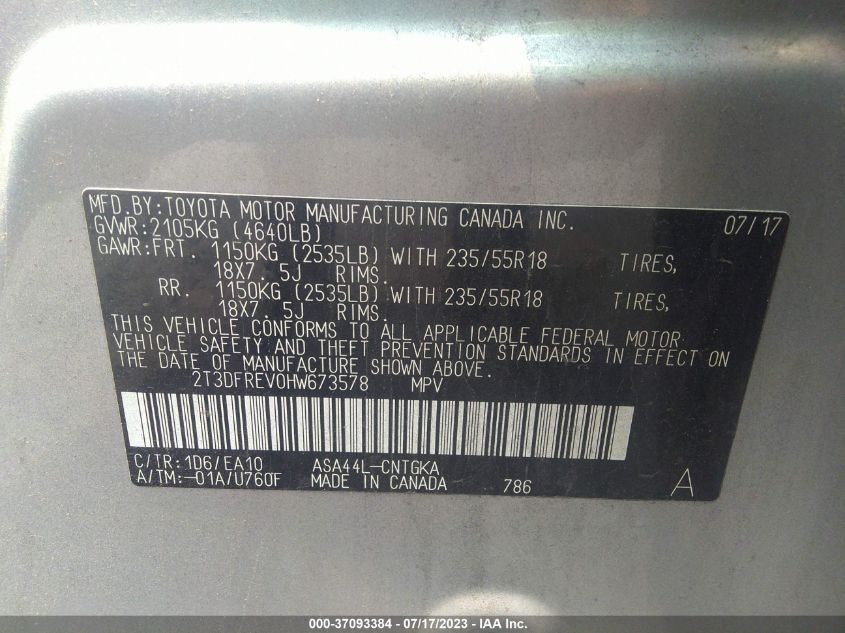 MFD.BY:TOYOTA MOTOR MANUFACTURING CANADA INC. 07/17
GVWR:2105KG (4640LB)
GAWR:FRT. 1150KG (2535LB) WITH 235/55R18 TIRES,
18X7.5J RIMS.
RR. 1150KG (2535LB) WITH 235/55R18 TIRES,
18X7.5J RIMS.
THIS VEHICLE CONFORMS TO ALL APPLICABLE FEDERAL MOTOR
VEHICLE SAFETY AND THEFT PREVENTION STANDARDS IN EFFECT ON
THE DATE OF MANUFACTURE SHOWN ABOVE.
2T3DFREV0HW673578 MPV
C/TR:1D6/EA10 ASA44L-CNTGKA
A/TM:-01A/U760F MADE IN CANADA 786 A
000-37093384 - 07/17/2023 - IAA Inc.